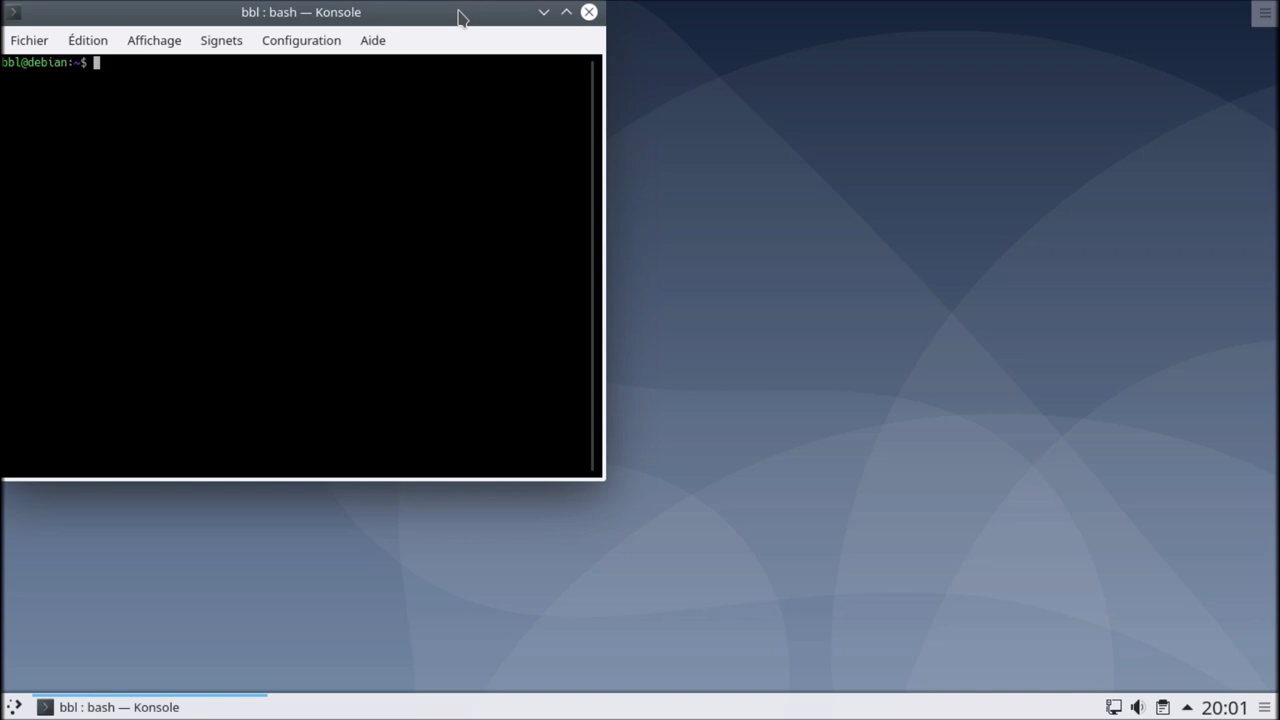 bbl : bash — Konsole
Fichier Édition Affichage Signets Configuration Aide
bbl@debian:~$
bbl : bash — Konsole
20:01